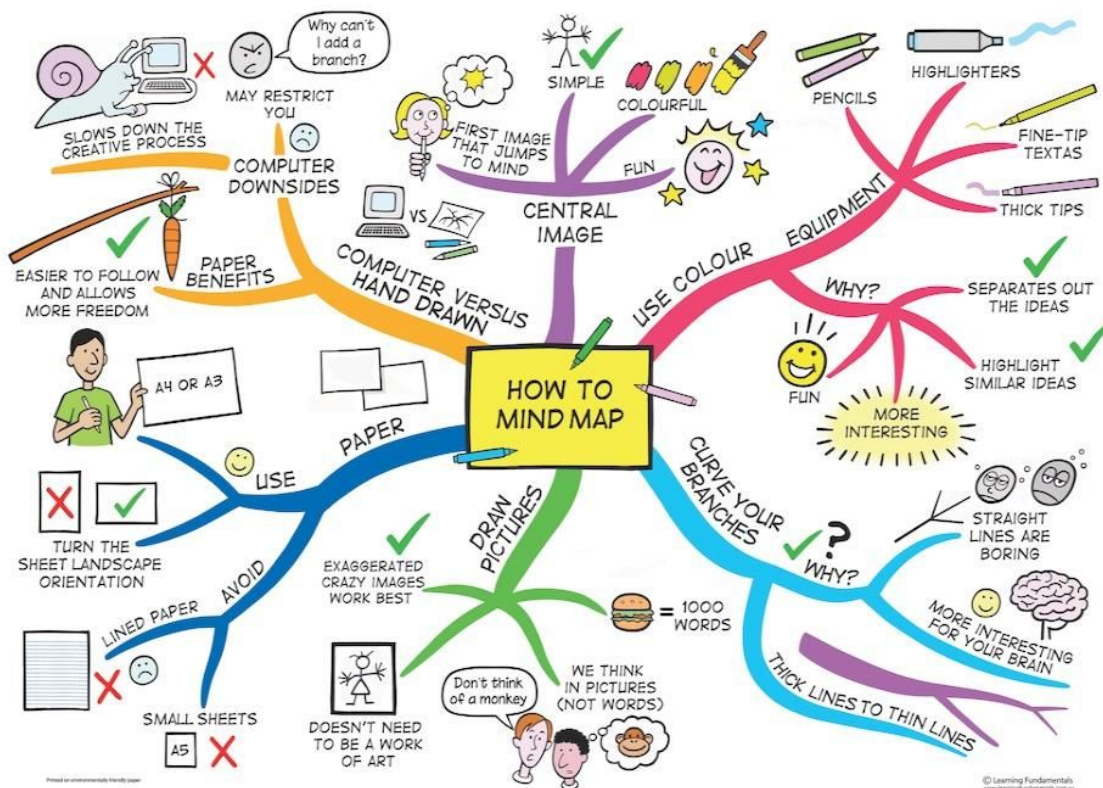 HOW TO
MIND MAP
CENTRAL
IMAGE
FIRST IMAGE
THAT JUMPS
TO MIND
SIMPLE
COLOURFUL
FUN
USE COLOUR
EQUIPMENT
PENCILS
HIGHLIGHTERS
FINE-TIP
TEXTAS
THICK TIPS
WHY?
SEPARATES OUT
THE IDEAS
HIGHLIGHT
SIMILAR IDEAS
MORE
INTERESTING
FUN
CURVE YOUR
BRANCHES
?
WHY?
STRAIGHT
LINES ARE
BORING
MORE INTERESTING
FOR YOUR BRAIN
THICK LINES TO THIN LINES
DRAW
PICTURES
= 1000
WORDS
WE THINK
IN PICTURES
(NOT WORDS)
Don't think
of a monkey
DOESN'T NEED
TO BE A WORK
OF ART
EXAGGERATED
CRAZY IMAGES
WORK BEST
PAPER
USE
A4 OR A3
TURN THE
SHEET LANDSCAPE
ORIENTATION
AVOID
LINED PAPER
SMALL SHEETS
A5
COMPUTER VERSUS
HAND DRAWN
VS
PAPER
BENEFITS
EASIER TO FOLLOW
AND ALLOWS
MORE FREEDOM
COMPUTER
DOWNSIDES
SLOWS DOWN THE
CREATIVE PROCESS
MAY RESTRICT
YOU
Why can't
I add a
branch?
Printed on environmentally friendly paper
© Learning Fundamentals